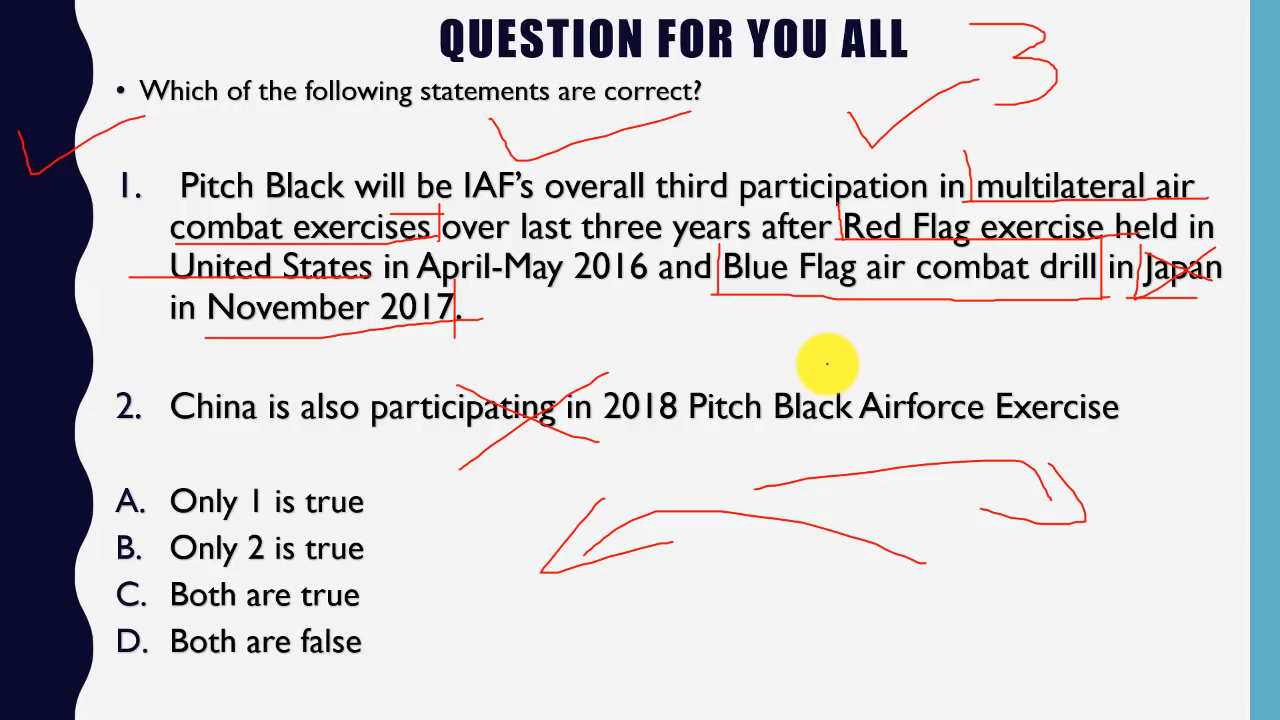 QUESTION FOR YOU ALL
3
• Which of the following statements are correct?
1. Pitch Black will be IAF's overall third participation in multilateral air
combat exercises over last three years after Red Flag exercise held in
United States in April-May 2016 and Blue Flag air combat drill in Japan
in November 2017.
2. China is also participating in 2018 Pitch Black Airforce Exercise
A. Only 1 is true
B. Only 2 is true
C. Both are true
D. Both are false